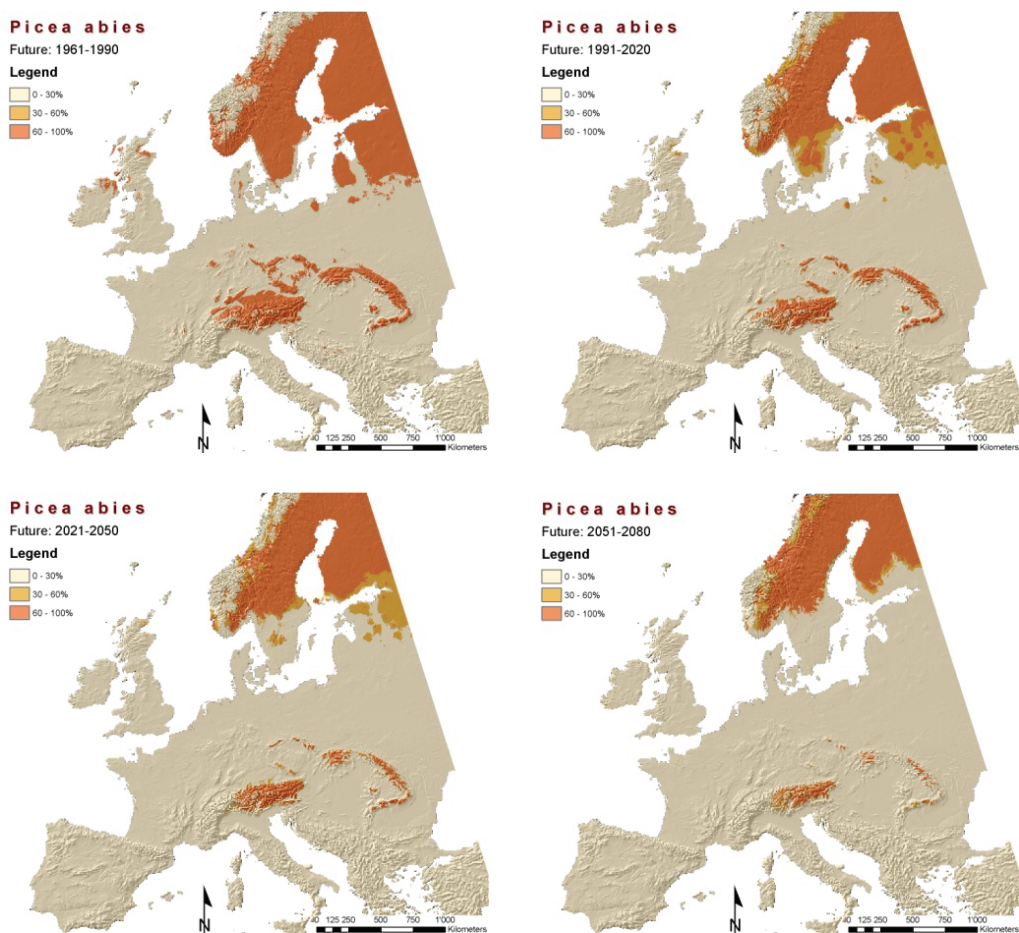 Picea abies
Future: 1961-1990
Legend
0 - 30%
30 - 60%
60 - 100%
N
0 125 250 500 750 1'000
Kilometers
Picea abies
Future: 1991-2020
Legend
0 - 30%
30 - 60%
60 - 100%
N
0 125 250 500 750 1'000
Kilometers
Picea abies
Future: 2021-2050
Legend
0 - 30%
30 - 60%
60 - 100%
N
0 125 250 500 750 1'000
Kilometers
Picea abies
Future: 2051-2080
Legend
0 - 30%
30 - 60%
60 - 100%
N
0 125 250 500 750 1'000
Kilometers